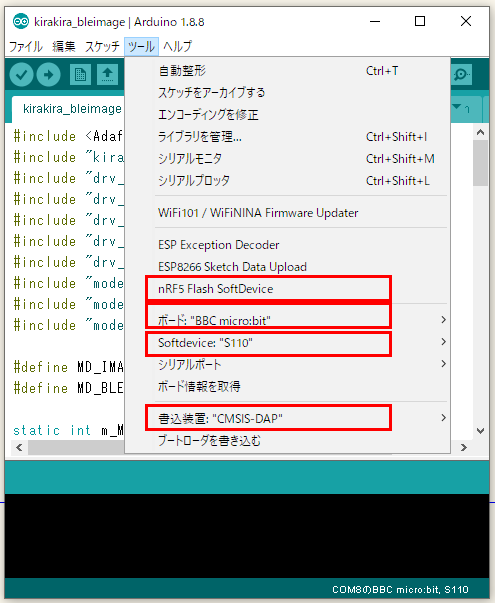 kirakira_bleimage | Arduino 1.8.8
ファイル 編集 スケッチ ツール ヘルプ
自動整形 Ctrl+T
スケッチをアーカイブする
エンコーディングを修正
ライブラリを管理... Ctrl+Shift+I
シリアルモニタ Ctrl+Shift+M
シリアルプロッタ Ctrl+Shift+L
WiFi101 / WiFiNINA Firmware Updater
ESP Exception Decoder
ESP8266 Sketch Data Upload
nRF5 Flash SoftDevice
ボード: "BBC micro:bit"
Softdevice: "S110"
シリアルポート
ボード情報を取得
書込装置: "CMSIS-DAP"
ブートローダを書き込む
kirakira_bleimage
#include <Adaf
#include "kira
#include "drv_
#include "drv_
#include "drv_
#include "drv_
#include "drv_
#include "mode
#include "mode
#include "mode
#define MD_IMA
#define MD_BLE
static int m_M
COM8のBBC micro:bit, S110